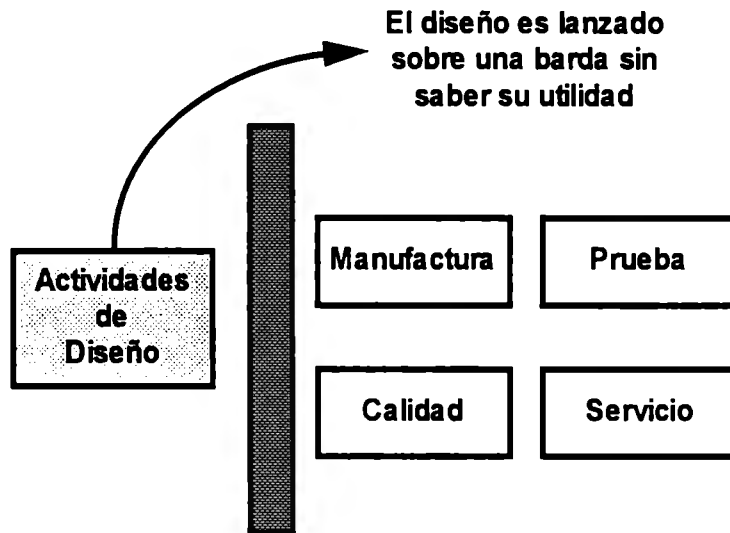 El diseño es lanzado
sobre una barda sin
saber su utilidad
Actividades
de
Diseño
Manufactura
Prueba
Calidad
Servicio